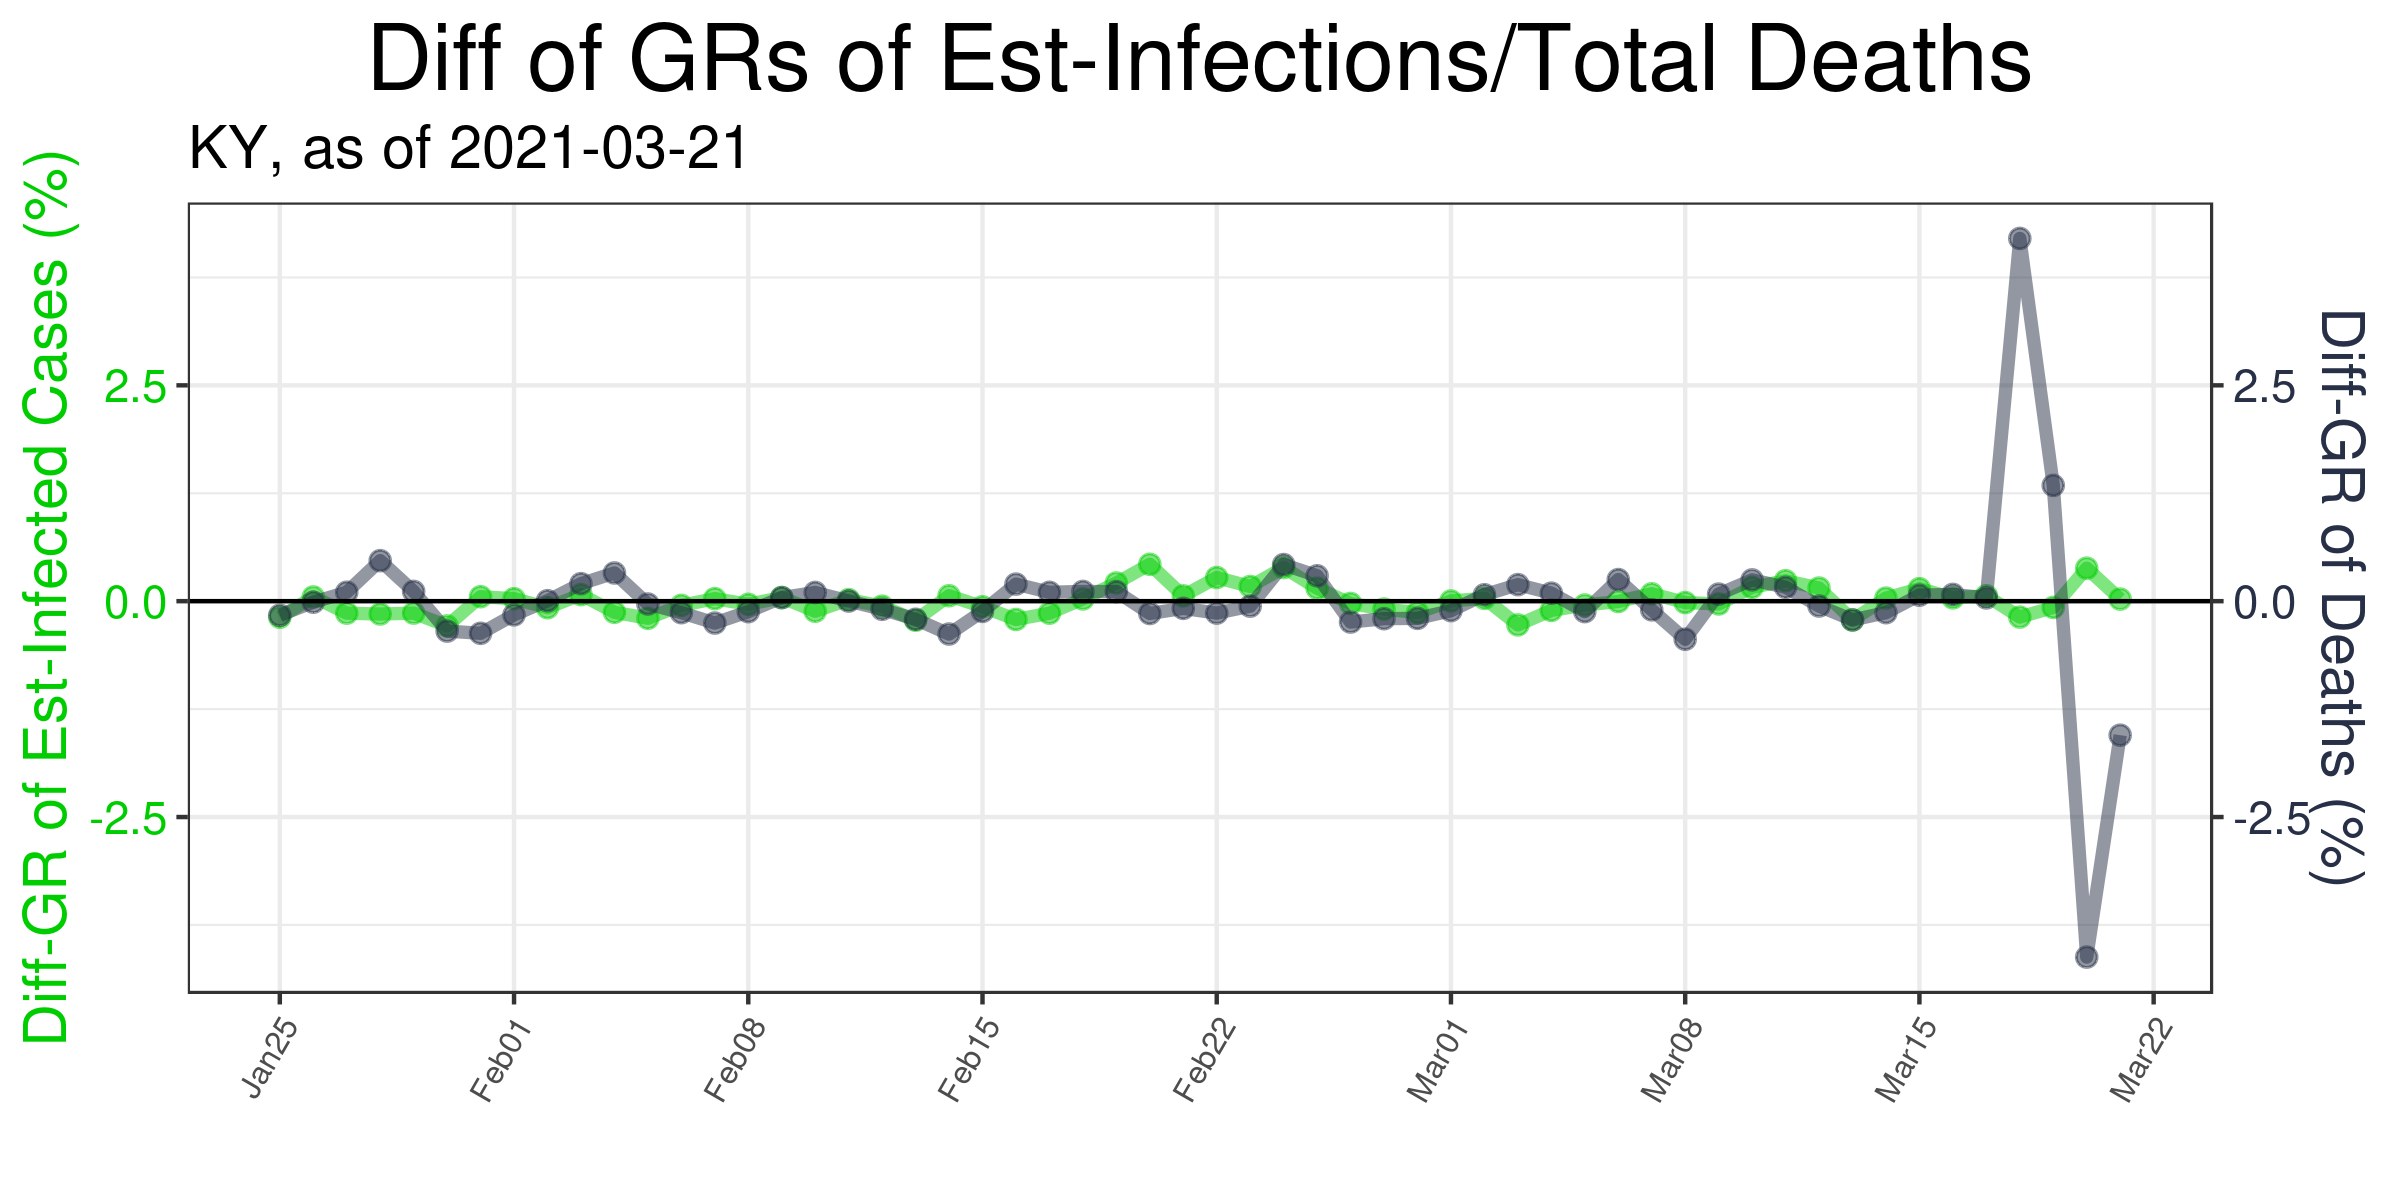 Diff of GRs of Est-Infections/Total Deaths
KY, as of 2021-03-21
Diff-GR of Est-Infected Cases (%)
2.5
0.0
-2.5
2.5
0.0
-2.5
Diff-GR of Deaths (%)
Jan25
Feb01
Feb08
Feb15
Feb22
Mar01
Mar08
Mar15
Mar22